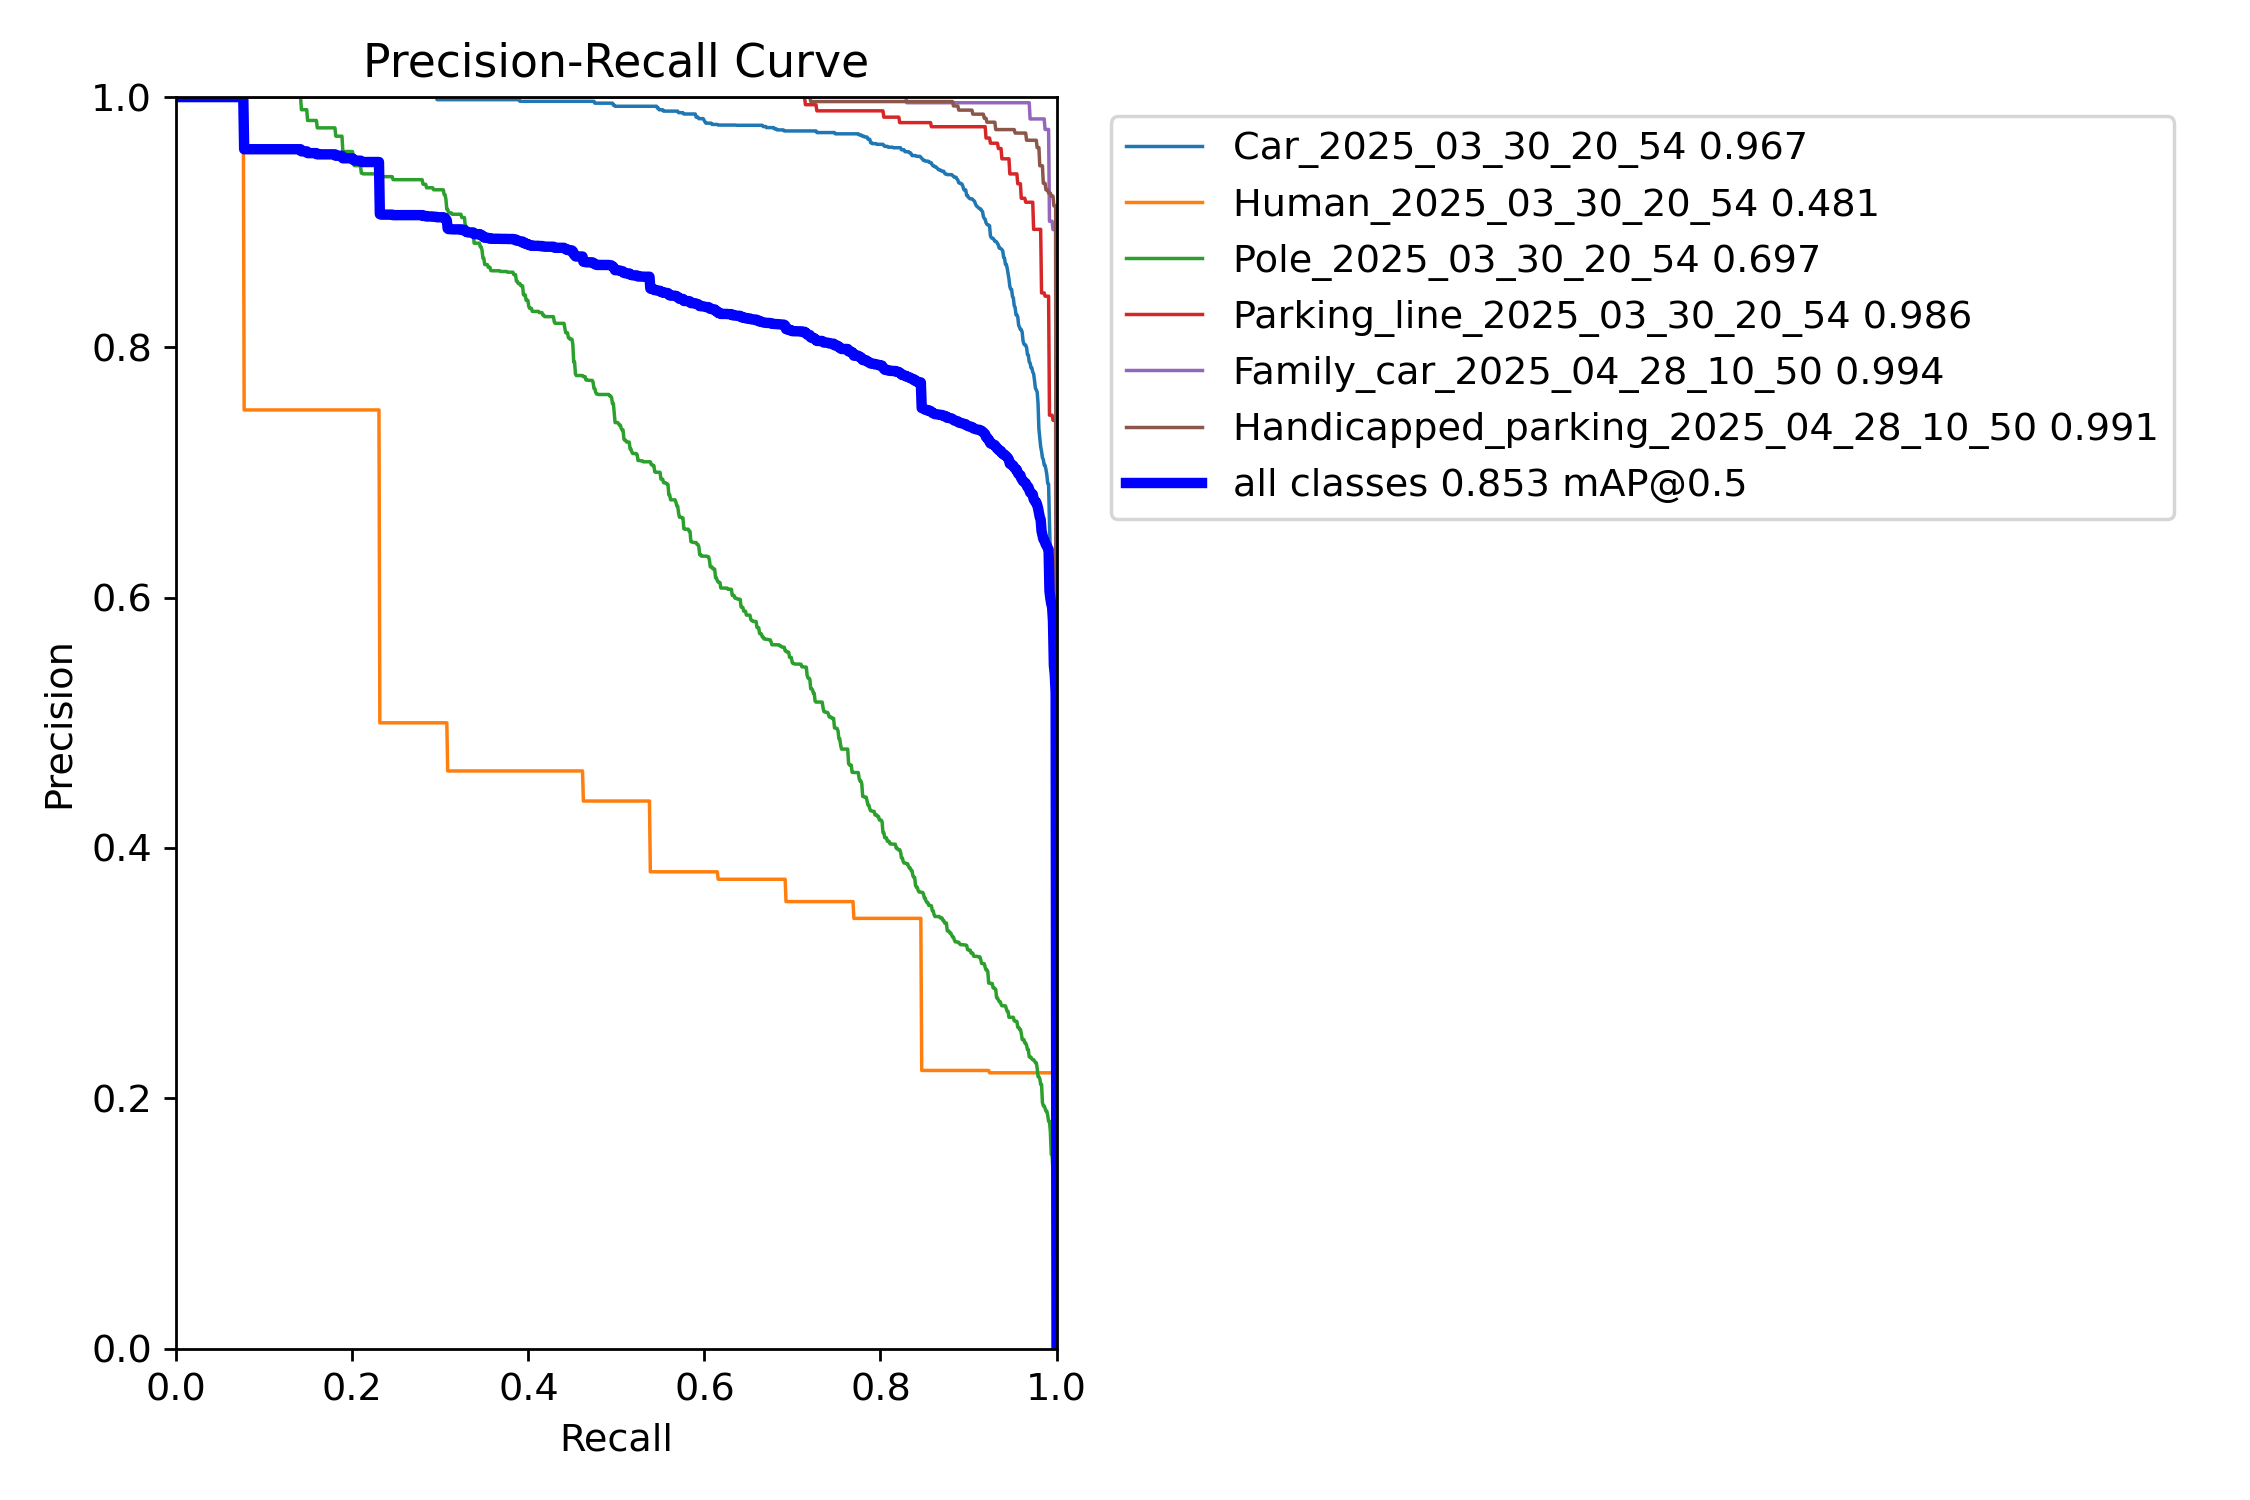 Precision-Recall Curve
1.0
0.8
0.6
0.4
0.2
0.0
Precision
0.0 0.2 0.4 0.6 0.8 1.0
Recall
Car_2025_03_30_20_54 0.967
Human_2025_03_30_20_54 0.481
Pole_2025_03_30_20_54 0.697
Parking_line_2025_03_30_20_54 0.986
Family_car_2025_04_28_10_50 0.994
Handicapped_parking_2025_04_28_10_50 0.991
all classes 0.853 mAP@0.5